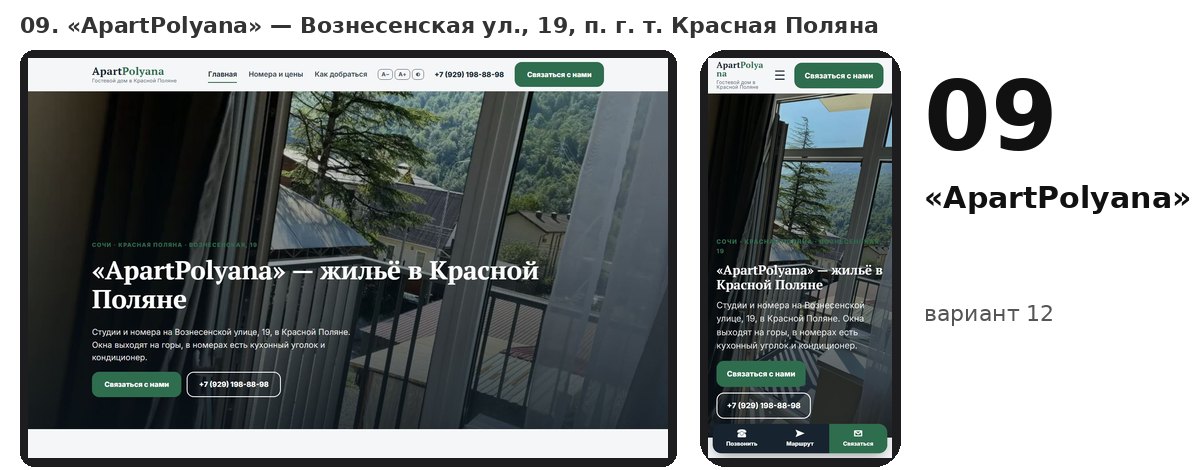 09. «ApartPolyana» — Вознесенская ул., 19, п. г. т. Красная Поляна
ApartPolyana
Гостевой дом в Красной Поляне
Главная
Номера и цены
Как добраться
A−
A+
+7 (929) 198-88-98
Связаться с нами
СОЧИ · КРАСНАЯ ПОЛЯНА · ВОЗНЕСЕНСКАЯ, 19
«ApartPolyana» — жильё в Красной
Поляне
Студии и номера на Вознесенской улице, 19, в Красной Поляне.
Окна выходят на горы, в номерах есть кухонный уголок и
кондиционер.
Связаться с нами
+7 (929) 198-88-98
ApartPolya
na
Гостевой дом в
Красной Поляне
Связаться с нами
СОЧИ · КРАСНАЯ ПОЛЯНА · ВОЗНЕСЕНСКАЯ,
19
«ApartPolyana» — жильё в
Красной Поляне
Студии и номера на Вознесенской
улице, 19, в Красной Поляне. Окна
выходят на горы, в номерах есть
кухонный уголок и кондиционер.
Связаться с нами
+7 (929) 198-88-98
Позвонить
Маршрут
Связаться
09
«ApartPolyana»
вариант 12